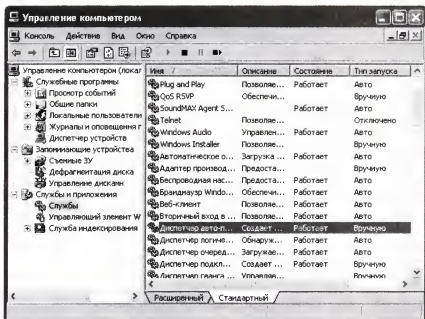 Управление компьютером
Консоль Действие Вид Окно Справка
Управление компьютером (локал
Служебные программы
Просмотр событий
Общие папки
Локальные пользователи
Журналы и оповещения п
Диспетчер устройств
Запоминающие устройства
Съемные ЗУ
Дефрагментация диска
Управление дисками
Службы и приложения
Службы
Управляющий элемент W
Служба индексирования
Имя Описание Состояние Тип запуска
Plug and Play Позволяе... Работает Авто
QoS RSVP Обеспечи... Вручную
SoundMAX Agent S... Работает Авто
Telnet Позволяе... Отключено
Windows Audio Управлен... Работает Авто
Windows Installer Позволяе... Вручную
Автоматическое о... Загрузка ... Работает Авто
Адаптер производ... Предоста... Вручную
Беспроводная нас... Предоста... Работает Авто
Брандмауэр Windo... Обеспечи... Работает Авто
Веб-клиент Позволяе... Работает Авто
Вторичный вход в ... Позволяе... Работает Авто
Диспетчер авто-п... Создает ... Работает Вручную
Диспетчер логиче... Обнаруж... Работает Авто
Диспетчер очеред... Загружае... Работает Авто
Диспетчер подкл... Создает ... Работает Вручную
Диспетчер сеанса ... Управляе... Вручную
Расширенный Стандартный